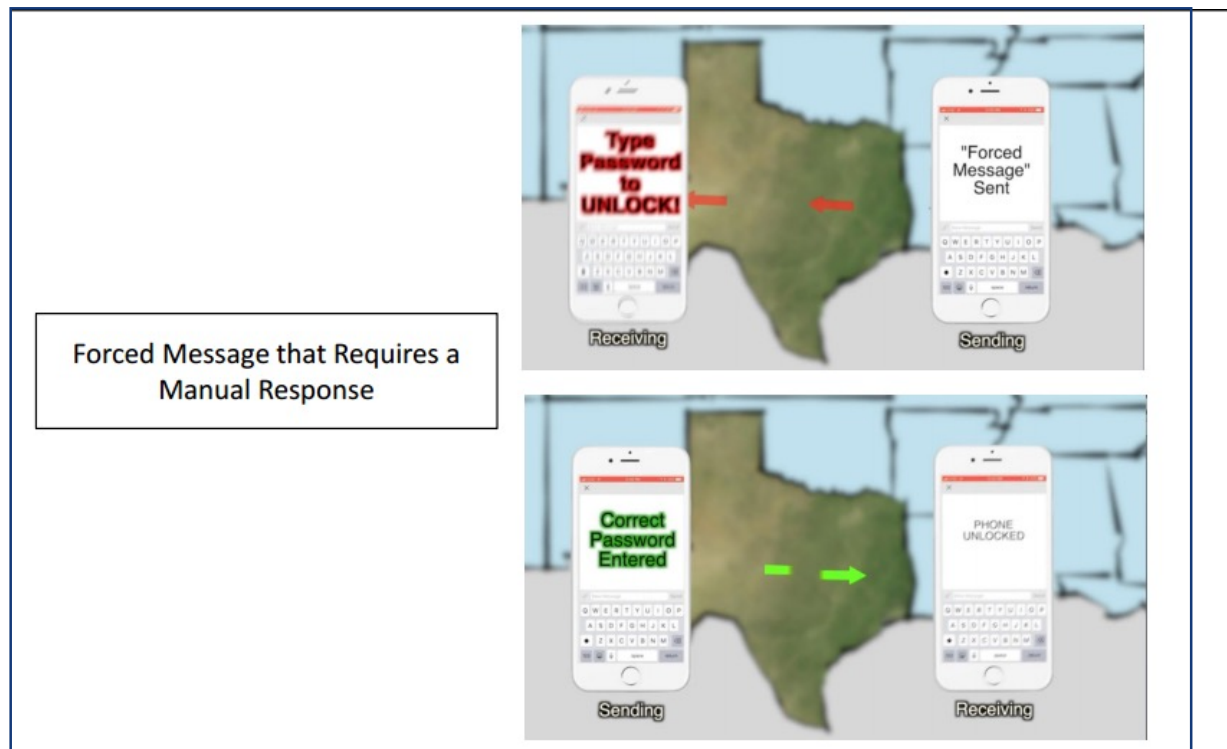 Forced Message that Requires a
Manual Response
Type
Password
to
UNLOCK!
Receiving
"Forced
Message"
Sent
Q W E R T Y U I O P
A S D F G H J K L
Z X C V B N M
Sending
Correct
Password
Entered
Q W E R T Y U I O P
A S D F G H J K L
Z X C V B N M
Sending
PHONE
UNLOCKED
Q W E R T Y U I O P
A S D F G H J K L
Z X C V B N M
Receiving